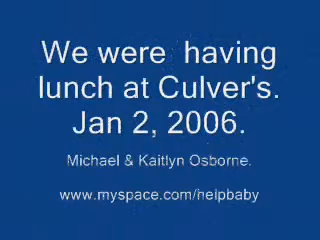 We were  having
lunch at Culver's.
Jan 2, 2006.
Michael & Kaitlyn Osborne.
www.myspace.com/helpbaby